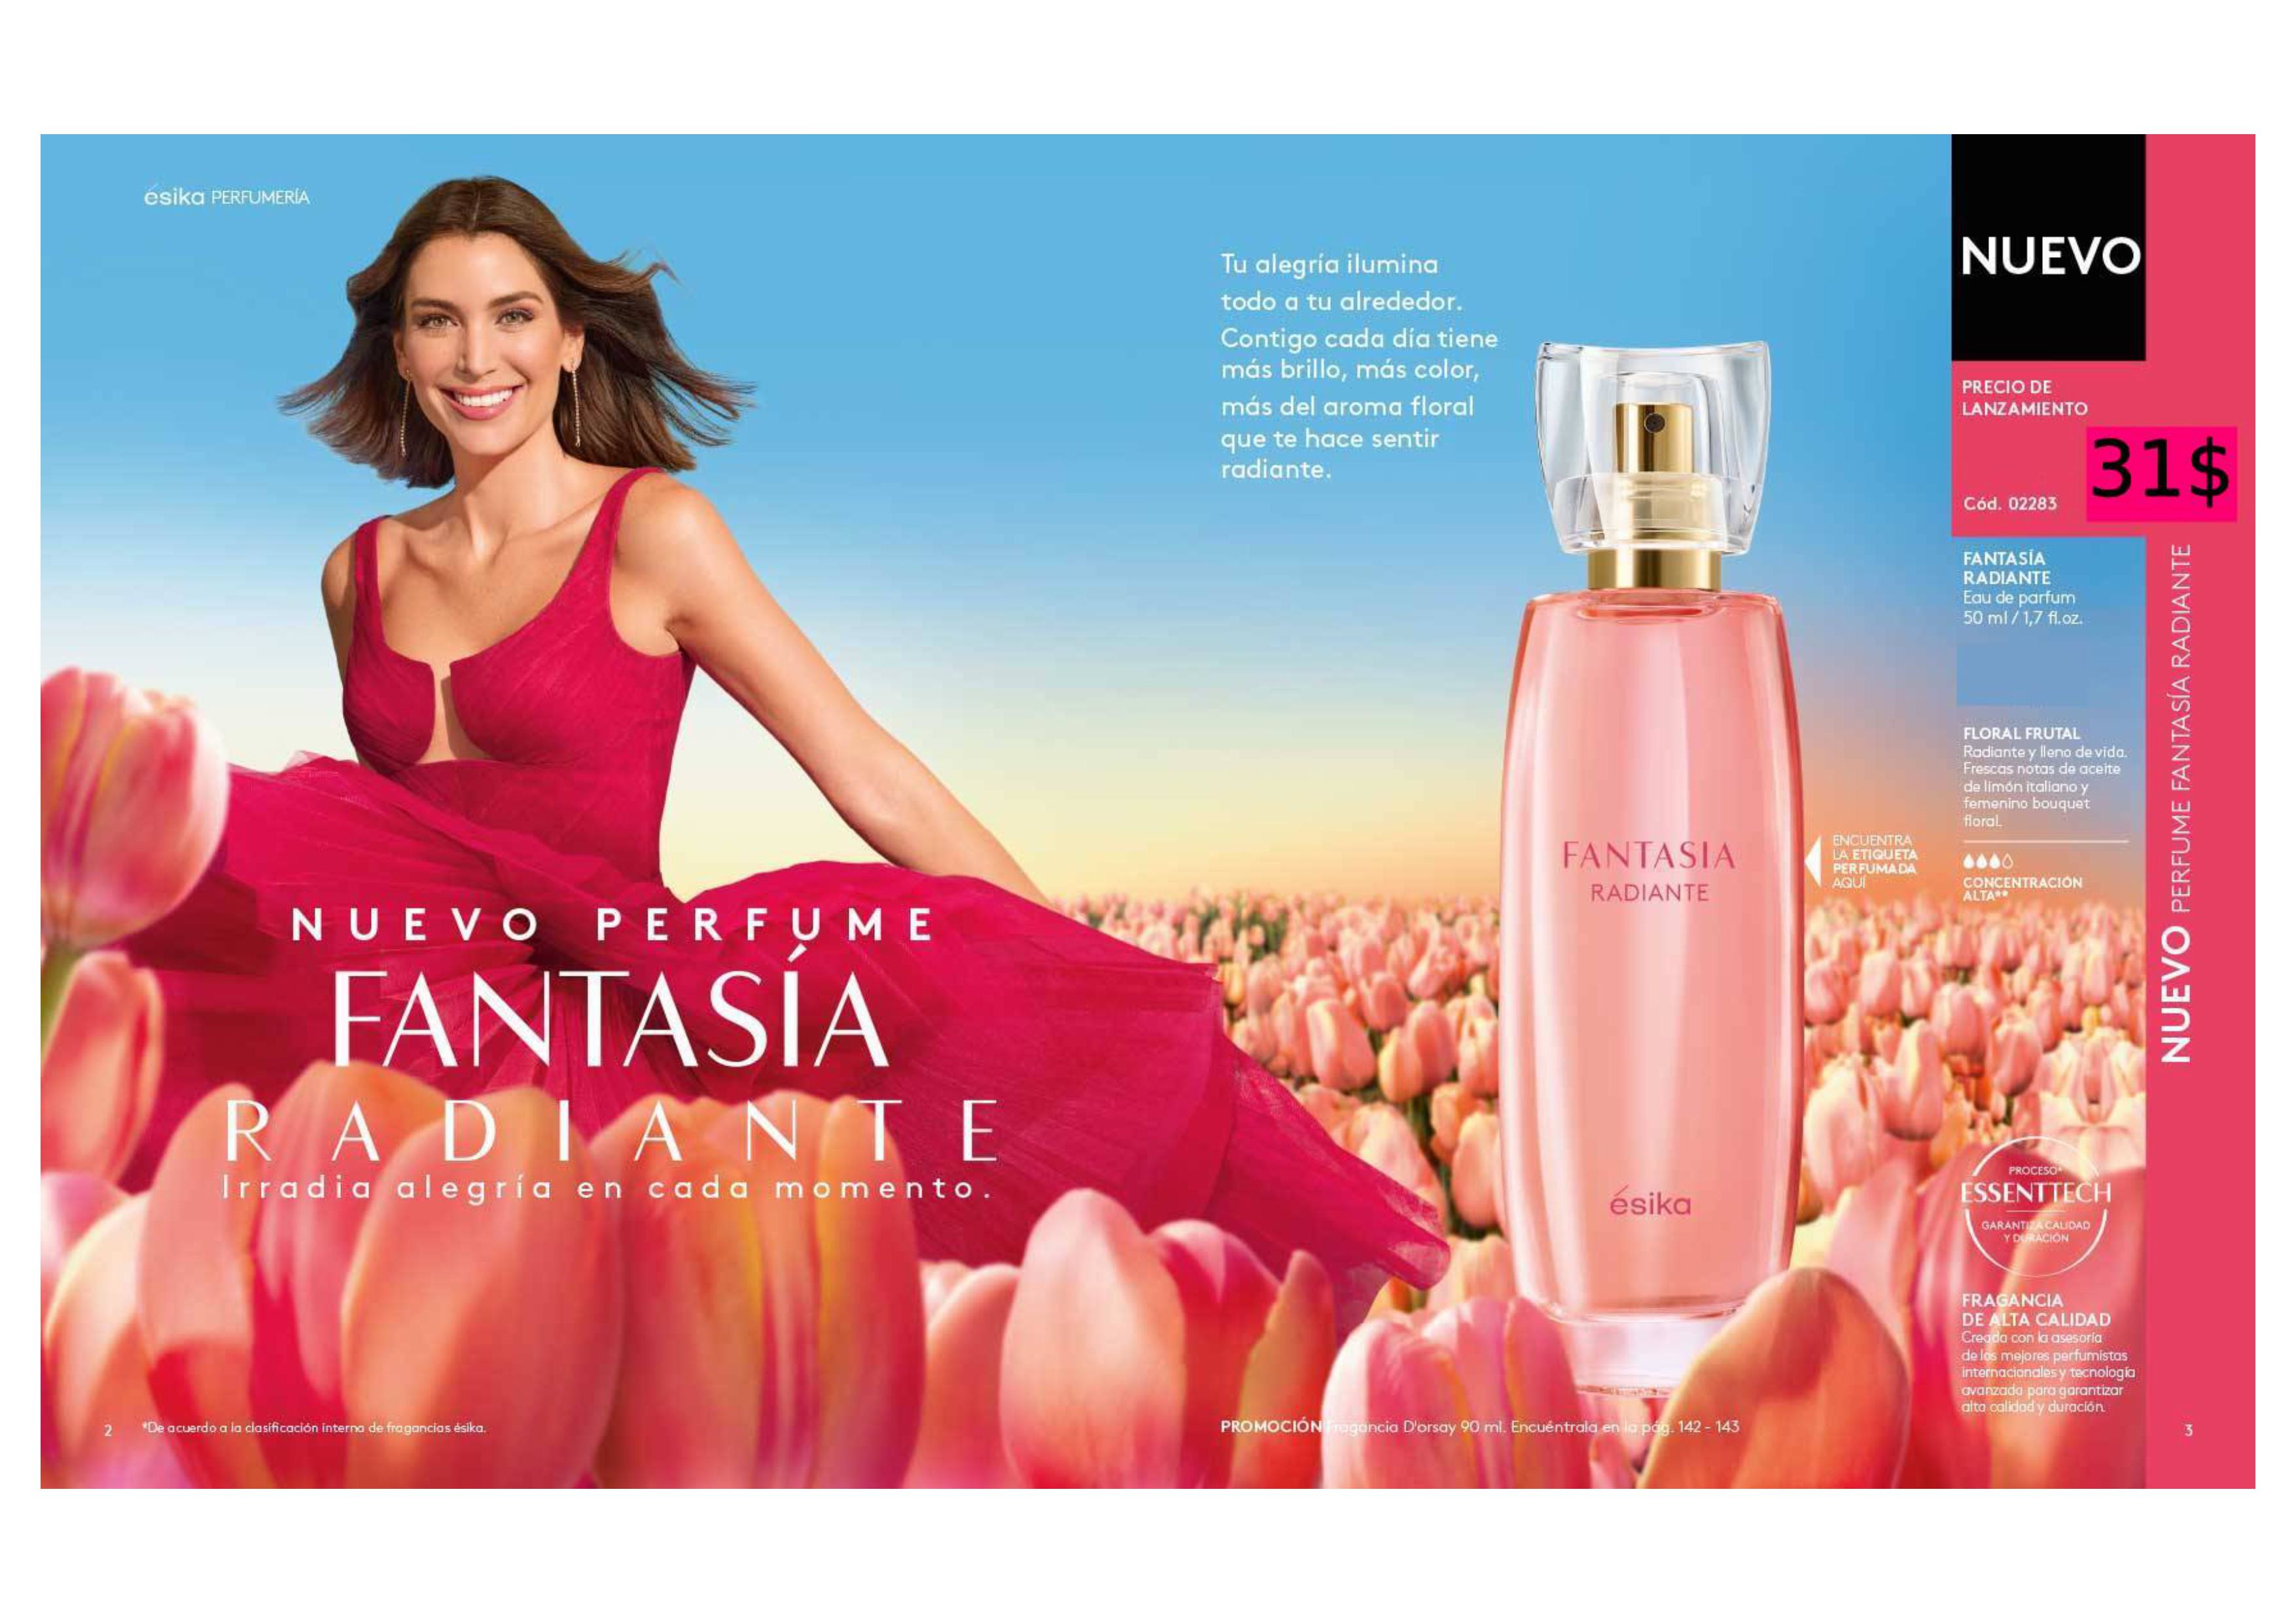 ésika PERFUMERÍA
NUEVO PERFUME
FANTASÍA
RADIANTE
Irradia alegría en cada momento.
2
*De acuerdo a la clasificación interna de fragancias ésika.
Tu alegría ilumina
todo a tu alrededor.
Contigo cada día tiene
más brillo, más color,
más del aroma floral
que te hace sentir
radiante.
FANTASIA
RADIANTE
ésika
ENCUENTRA
LA ETIQUETA
PERFUMADA
AQUÍ
PROMOCIÓN Fragancia D'orsay 90 ml. Encuéntrala en la pág. 142 - 143
NUEVO
PRECIO DE
LANZAMIENTO
31$
Cód. 02283
FANTASÍA
RADIANTE
Eau de parfum
50 ml / 1,7 fl.oz.
FLORAL FRUTAL
Radiante y lleno de vida.
Frescas notas de aceite
de limón italiano y
femenino bouquet
floral.
CONCENTRACIÓN
ALTA**
PROCESO*
ESSENTTECH
GARANTIZA CALIDAD
Y DURACIÓN
FRAGANCIA
DE ALTA CALIDAD
Creada con la asesoría
de los mejores perfumistas
internacionales y tecnología
avanzada para garantizar
alta calidad y duración.
NUEVO PERFUME FANTASÍA RADIANTE
3